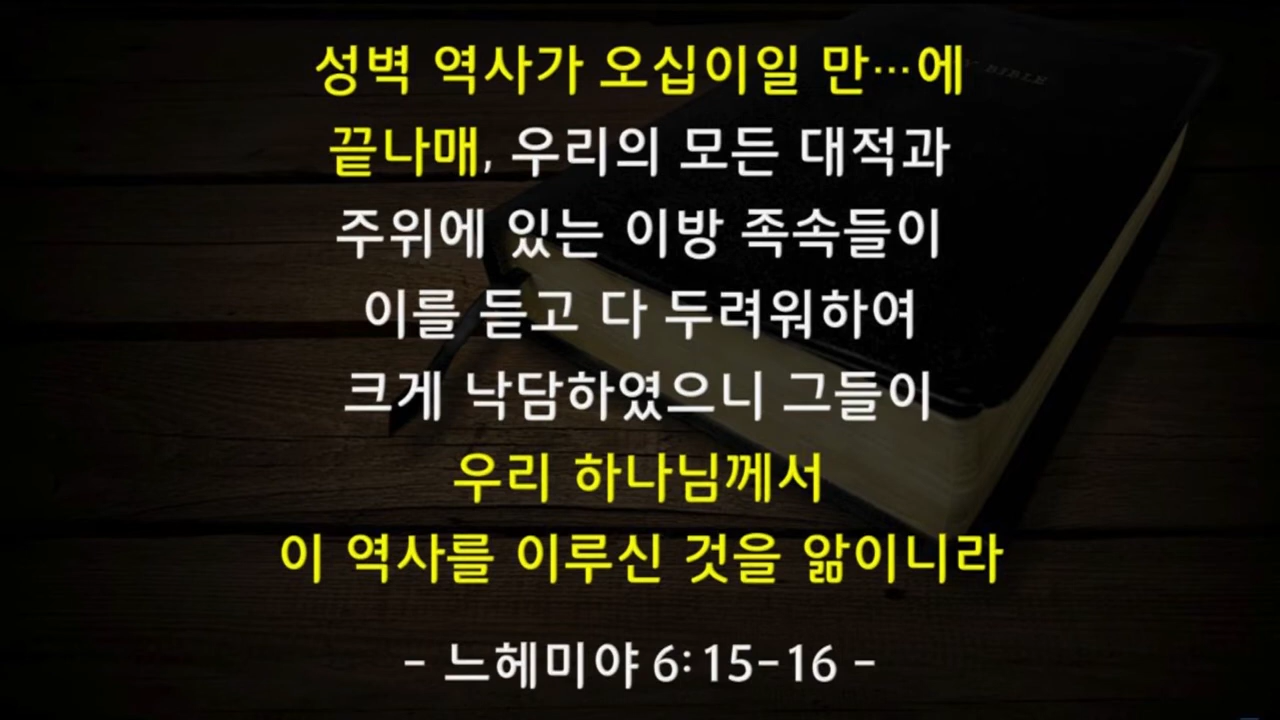 성벽 역사가 오십이일 만…에
끝나매, 우리의 모든 대적과
주위에 있는 이방 족속들이
이를 듣고 다 두려워하여
크게 낙담하였으니 그들이
우리 하나님께서
이 역사를 이루신 것을 앎이니라
- 느헤미야 6:15-16 -
BIBLE